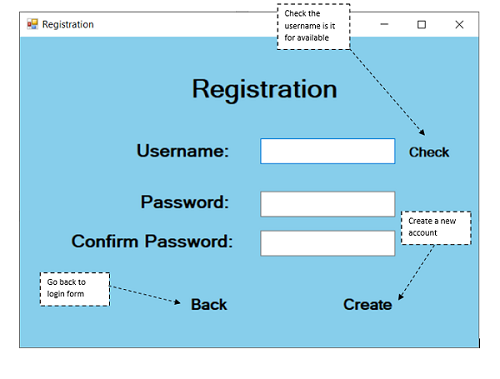 Registration
Check the
username is it
for available
Registration
Username:
Check
Password:
Create a new
account
Confirm Password:
Go back to
login form
Back
Create